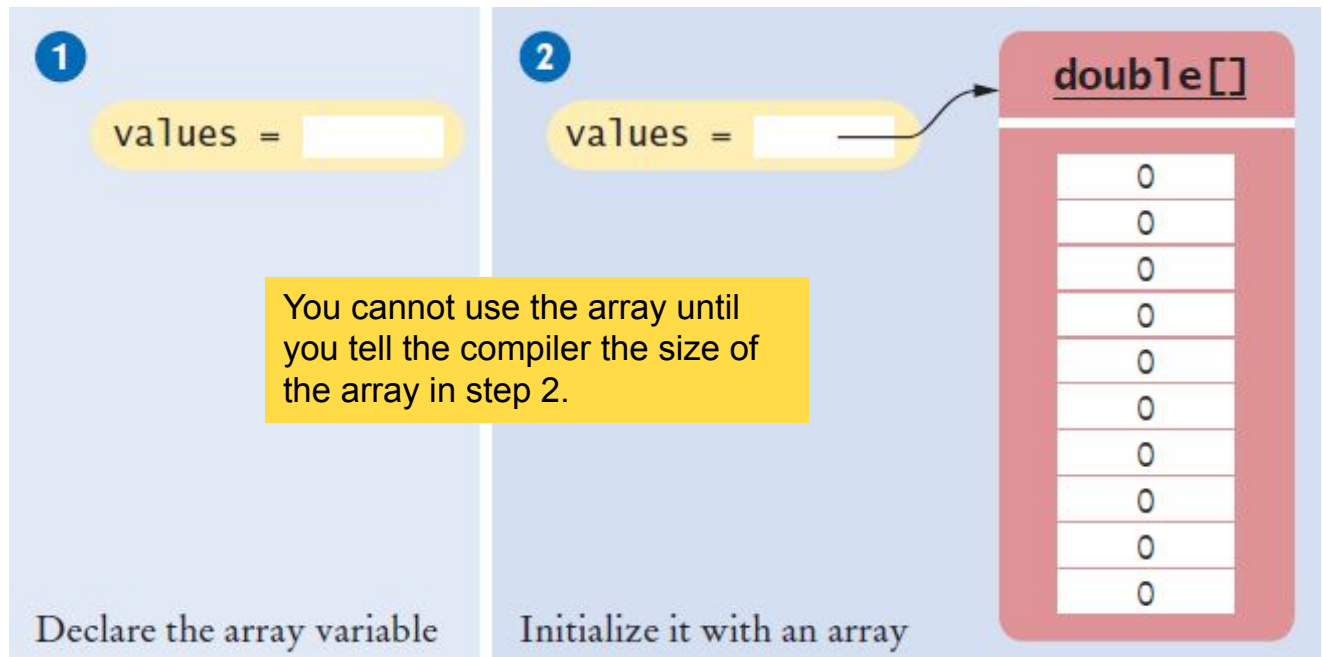 1
values =
Declare the array variable
2
values =
double[]
0
0
0
0
0
0
0
0
0
0
Initialize it with an array
You cannot use the array until
you tell the compiler the size of
the array in step 2.